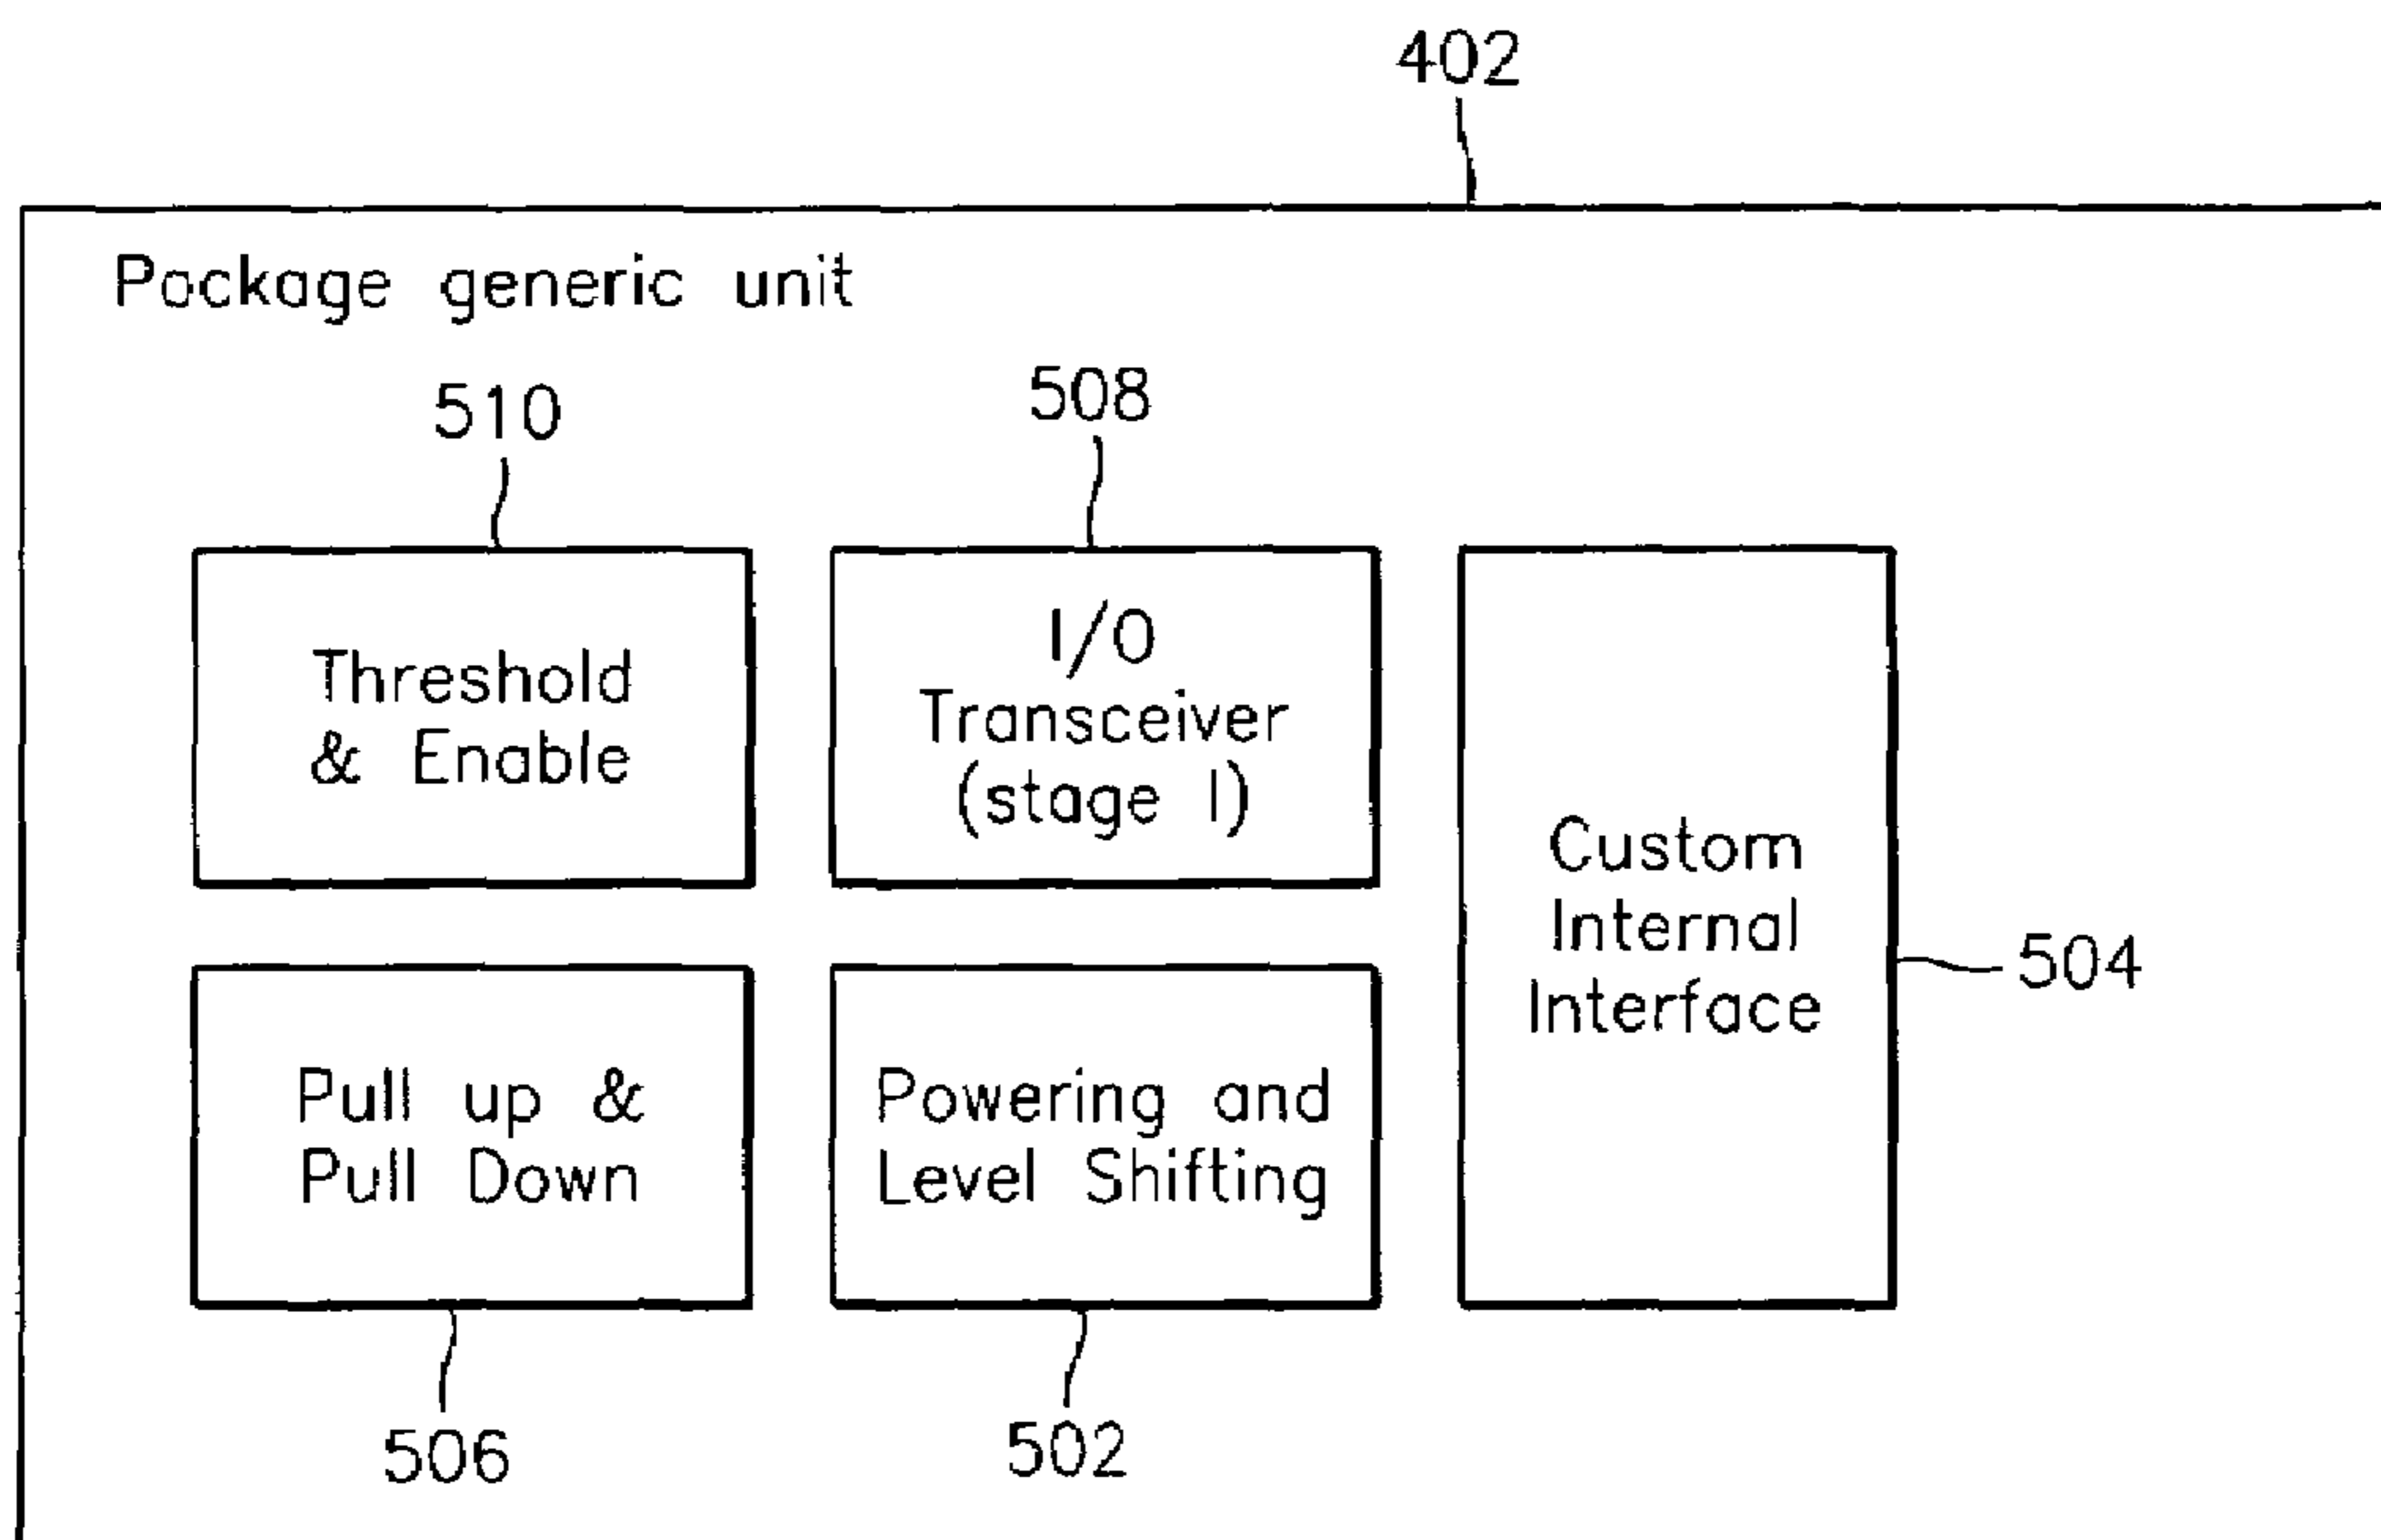 402
Package generic unit
510
508
Threshold
& Enable
I/O
Transceiver
(stage I)
Custom
Internal
Interface
504
Pull up &
Pull Down
Powering and
Level Shifting
506
502